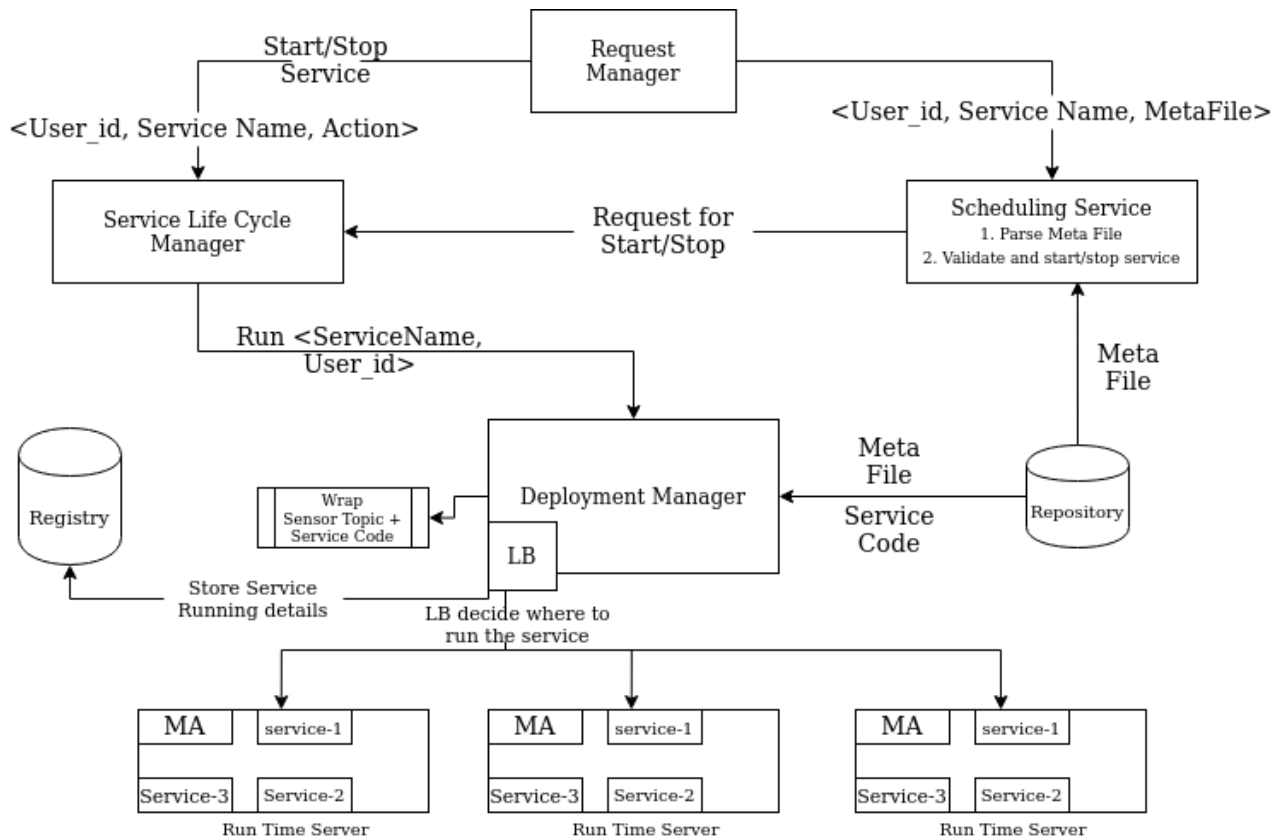 Start/Stop
Service
Request
Manager
<User_id, Service Name, Action>
<User_id, Service Name, MetaFile>
Service Life Cycle
Manager
Request for
Start/Stop
Scheduling Service
1. Parse Meta File
2. Validate and start/stop service
Run <ServiceName,
User_id>
Meta
File
Registry
Wrap
Sensor Topic +
Service Code
Deployment Manager
LB
Meta
File
Service
Code
Repository
Store Service
Running details
LB decide where to
run the service
MA
service-1
Service-3
Service-2
Run Time Server
MA
service-1
Service-3
Service-2
Run Time Server
MA
service-1
Service-3
Service-2
Run Time Server